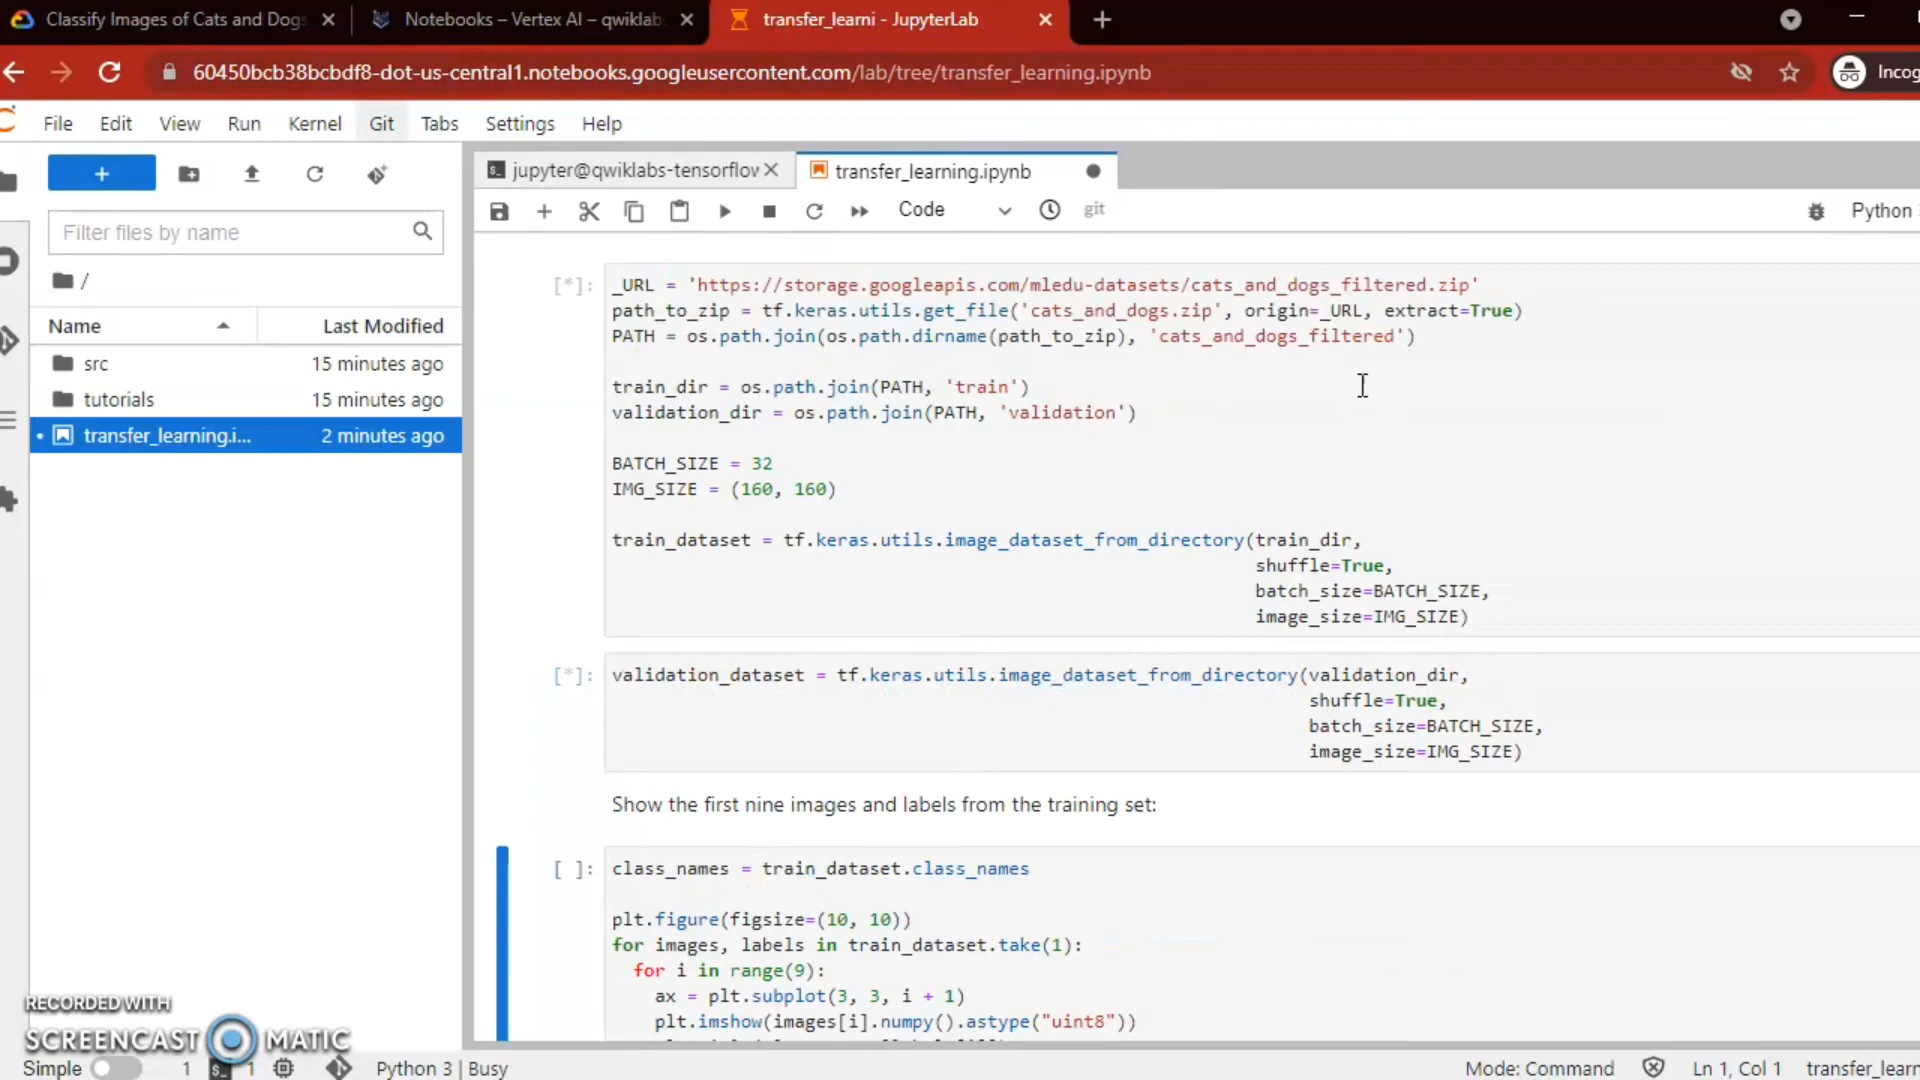 Classify Images of Cats and Dogs
Notebooks – Vertex AI – qwiklab
transfer_learni - JupyterLab
60450bcb38bcbdf8-dot-us-central1.notebooks.googleusercontent.com/lab/tree/transfer_learning.ipynb
Incog
File Edit View Run Kernel Git Tabs Settings Help
jupyter@qwiklabs-tensorflow
transfer_learning.ipynb
Code
git
Python 3
Filter files by name
/
Name Last Modified
src 15 minutes ago
tutorials 15 minutes ago
transfer_learning.i... 2 minutes ago
[*]: _URL = 'https://storage.googleapis.com/mledu-datasets/cats_and_dogs_filtered.zip'
path_to_zip = tf.keras.utils.get_file('cats_and_dogs.zip', origin=_URL, extract=True)
PATH = os.path.join(os.path.dirname(path_to_zip), 'cats_and_dogs_filtered')
train_dir = os.path.join(PATH, 'train')
validation_dir = os.path.join(PATH, 'validation')
BATCH_SIZE = 32
IMG_SIZE = (160, 160)
train_dataset = tf.keras.utils.image_dataset_from_directory(train_dir,
shuffle=True,
batch_size=BATCH_SIZE,
image_size=IMG_SIZE)
[*]: validation_dataset = tf.keras.utils.image_dataset_from_directory(validation_dir,
shuffle=True,
batch_size=BATCH_SIZE,
image_size=IMG_SIZE)
Show the first nine images and labels from the training set:
[ ]: class_names = train_dataset.class_names
plt.figure(figsize=(10, 10))
for images, labels in train_dataset.take(1):
for i in range(9):
ax = plt.subplot(3, 3, i + 1)
plt.imshow(images[i].numpy().astype("uint8"))
RECORDED WITH
SCREENCAST MATIC
Simple 1 1 Python 3 | Busy
Mode: Command Ln 1, Col 1 transfer_learn